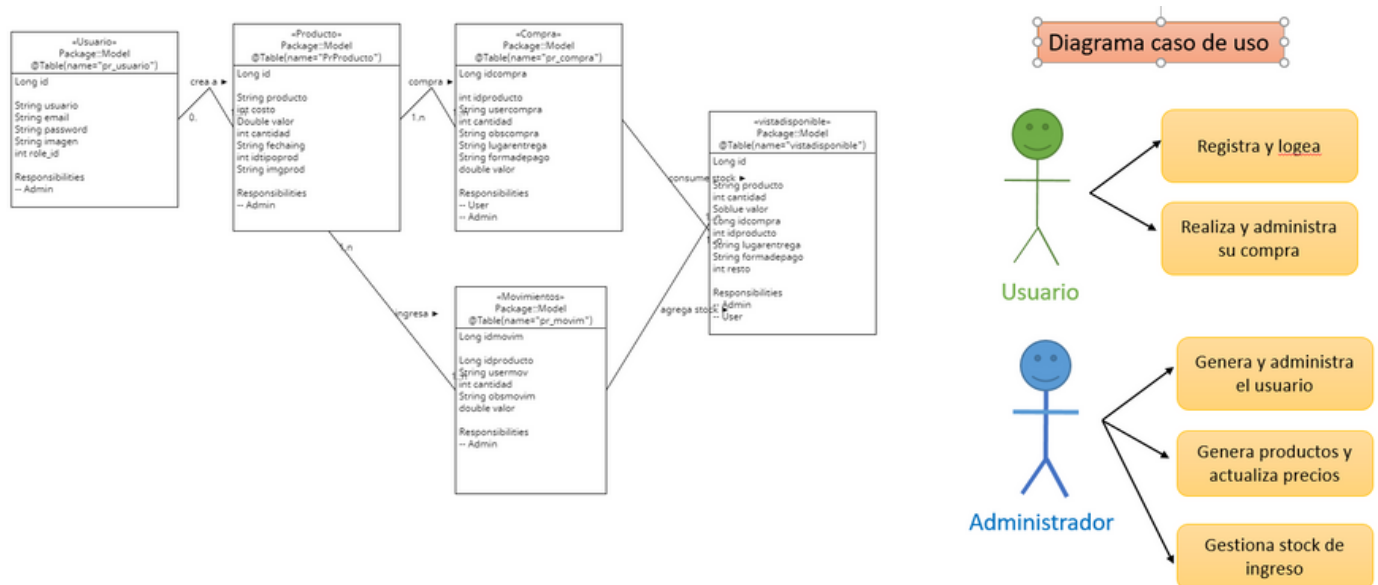 «Usuario»
Package::Model
@Table(name="pr_usuario")
Long id
String usuario
String email
String password
String imagen
int role_id
Responsibilities
-- Admin
crea a ►
0.
1..n
«Producto»
Package::Model
@Table(name="PrProducto")
Long id
String producto
int costo
Double valor
int cantidad
String fechaing
int idtipoprod
String imgprod
Responsibilities
-- Admin
compra ►
1.n
«Compra»
Package::Model
@Table(name="pr_compra")
Long idcompra
int idproducto
String usercompra
int cantidad
String obscompra
String lugarentrega
String formadepago
double valor
Responsibilities
-- User
-- Admin
1.n
ingresa ►
«Movimientos»
Package::Model
@Table(name="pr_movim")
Long idmovim
Long idproducto
String usermov
int cantidad
String obsmovim
double valor
Responsibilities
-- Admin
consume stock ►
agrega stock ►
«vistadisponible»
Package::Model
@Table(name="vistadisponible")
Long id
String producto
int cantidad
Soblue valor
Long idcompra
int idproducto
String lugarentrega
String formadepago
int resto
Responsibilities
-- Admin
-- User
Diagrama caso de uso
Usuario
Registra y logea
Realiza y administra
su compra
Administrador
Genera y administra
el usuario
Genera productos y
actualiza precios
Gestiona stock de
ingreso